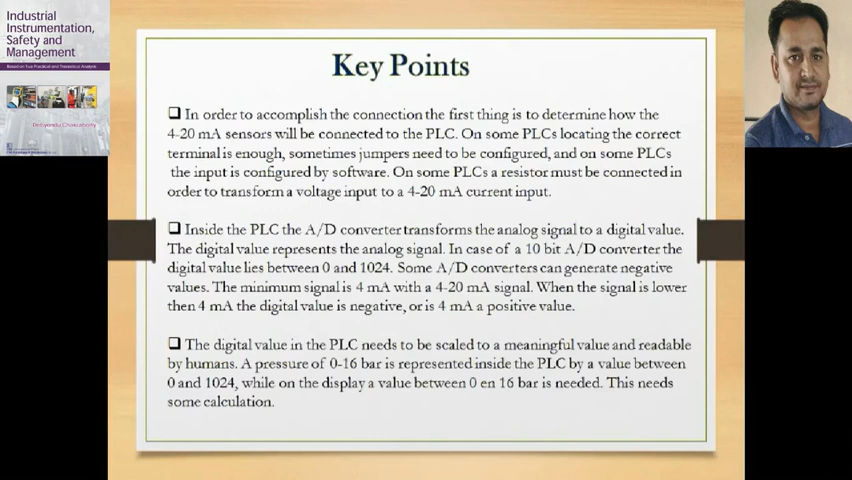 Industrial
Instrumentation,
Safety and
Management
Key Points
❑ In order to accomplish the connection the first thing is to determine how the
4-20 mA sensors will be connected to the PLC. On some PLCs locating the correct
terminal is enough, sometimes jumpers need to be configured, and on some PLCs
the input is configured by software. On some PLCs a resistor must be connected in
order to transform a voltage input to a 4-20 mA current input.
❑ Inside the PLC the A/D converter transforms the analog signal to a digital value.
The digital value represents the analog signal. In case of a 10 bit A/D converter the
digital value lies between 0 and 1024. Some A/D converters can generate negative
values. The minimum signal is 4 mA with a 4-20 mA signal. When the signal is lower
then 4 mA the digital value is negative, or is 4 mA a positive value.
❑ The digital value in the PLC needs to be scaled to a meaningful value and readable
by humans. A pressure of 0-16 bar is represented inside the PLC by a value between
0 and 1024, while on the display a value between 0 en 16 bar is needed. This needs
some calculation.